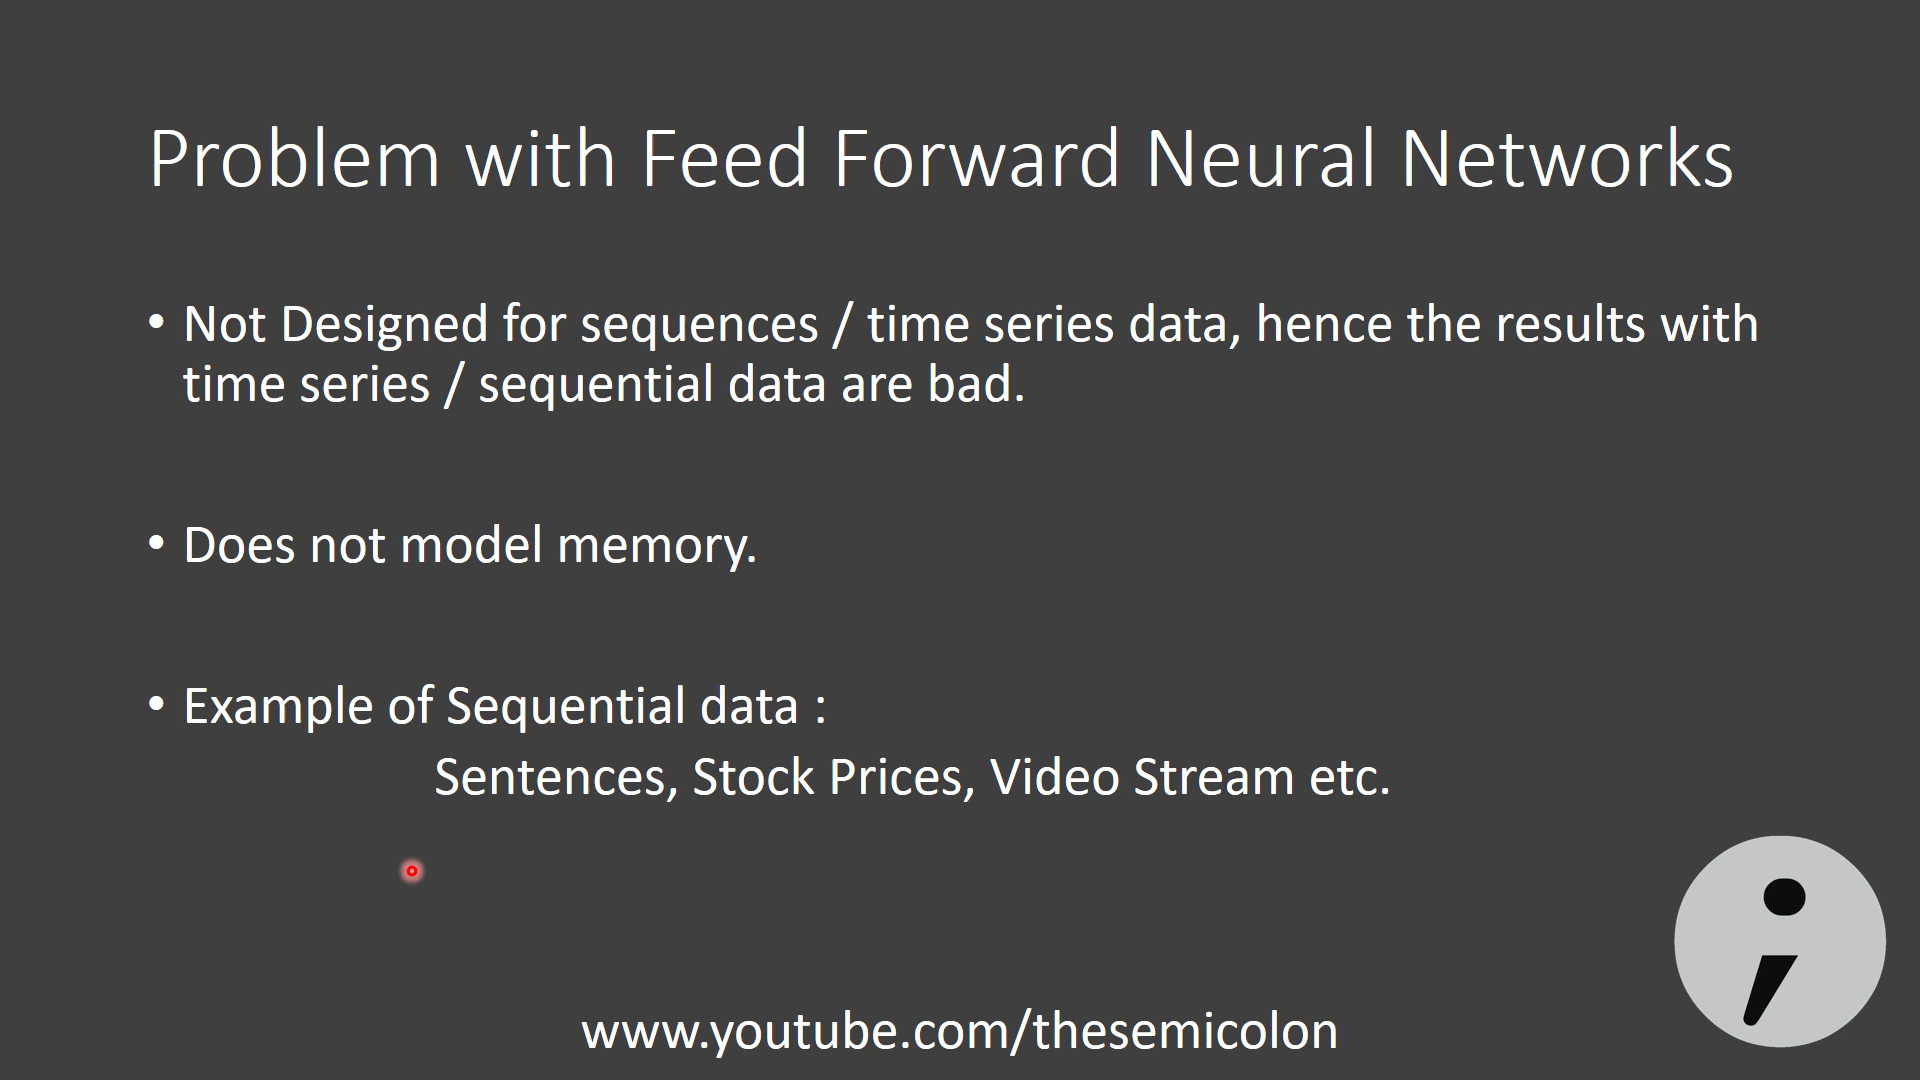 Problem with Feed Forward Neural Networks
• Not Designed for sequences / time series data, hence the results with
time series / sequential data are bad.
• Does not model memory.
• Example of Sequential data :
Sentences, Stock Prices, Video Stream etc.
;
www.youtube.com/thesemicolon